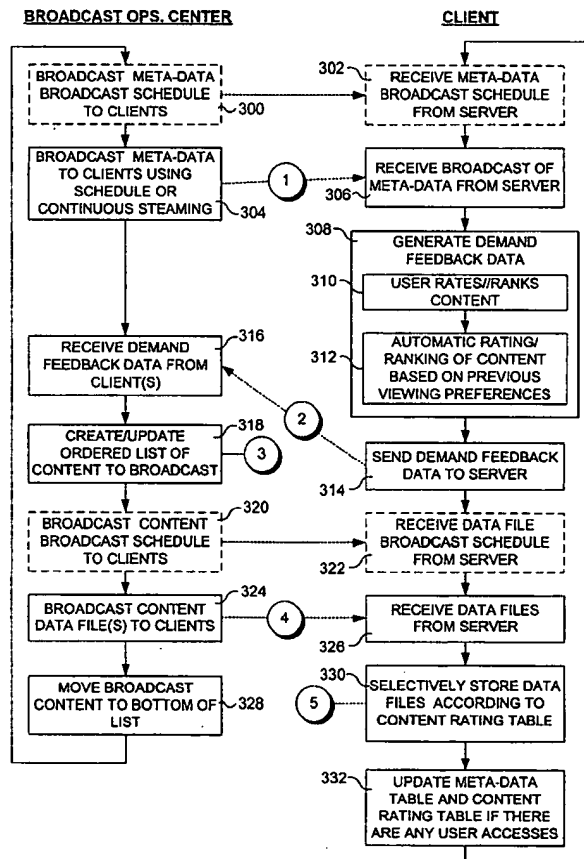 BROADCAST OPS. CENTER
BROADCAST META-DATA
BROADCAST SCHEDULE
TO CLIENTS
300
BROADCAST META-DATA
TO CLIENTS USING
SCHEDULE OR
CONTINUOUS STEAMING
304
1
316
RECEIVE DEMAND
FEEDBACK DATA FROM
CLIENT(S)
2
318
CREATE/UPDATE
ORDERED LIST OF
CONTENT TO BROADCAST
3
320
BROADCAST CONTENT
BROADCAST SCHEDULE
TO CLIENTS
324
BROADCAST CONTENT
DATA FILE(S) TO CLIENTS
4
MOVE BROADCAST
CONTENT TO BOTTOM OF
LIST
328
CLIENT
302
RECEIVE META-DATA
BROADCAST SCHEDULE
FROM SERVER
RECEIVE BROADCAST OF
META-DATA FROM SERVER
306
308
GENERATE DEMAND
FEEDBACK DATA
310
USER RATES//RANKS
CONTENT
312
AUTOMATIC RATING/
RANKING OF CONTENT
BASED ON PREVIOUS
VIEWING PREFERENCES
SEND DEMAND FEEDBACK
DATA TO SERVER
314
RECEIVE DATA FILE
BROADCAST SCHEDULE
FROM SERVER
322
RECEIVE DATA FILES
FROM SERVER
326
330
SELECTIVELY STORE DATA
FILES ACCORDING TO
CONTENT RATING TABLE
5
332
UPDATE META-DATA
TABLE AND CONTENT
RATING TABLE IF THERE
ARE ANY USER ACCESSES